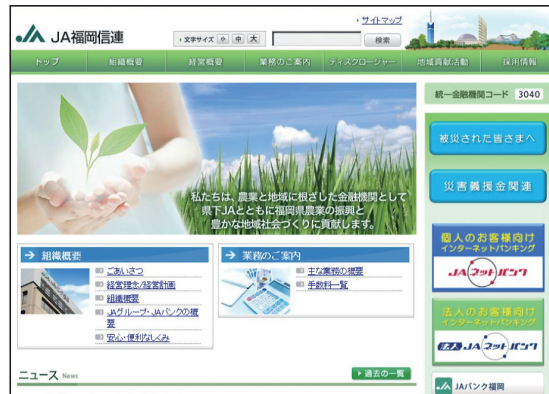 サイトマップ
JA福岡信連
文字サイズ 小 中 大
検索
トップ 組織概要 経営概要 業務のご案内 ディスクロージャー 地域貢献活動 採用情報
統一金融機関コード 3040
被災された皆さまへ
災害義援金関連
私たちは、農業と地域に根ざした金融機関として
県下JAとともに福岡県農業の振興と
豊かな地域社会づくりに貢献します。
個人のお客様向け
インターネットバンキング
JAネットバンク
組織概要
ごあいさつ
経営理念/経営計画
組織概要
JAグループ・JAバンクの概
要
安心・便利なしくみ
業務のご案内
主な業務の概要
手数料一覧
法人のお客様向け
インターネットバンキング
法人JAネットバンク
ニュース News
過去の一覧
JAバンク福岡